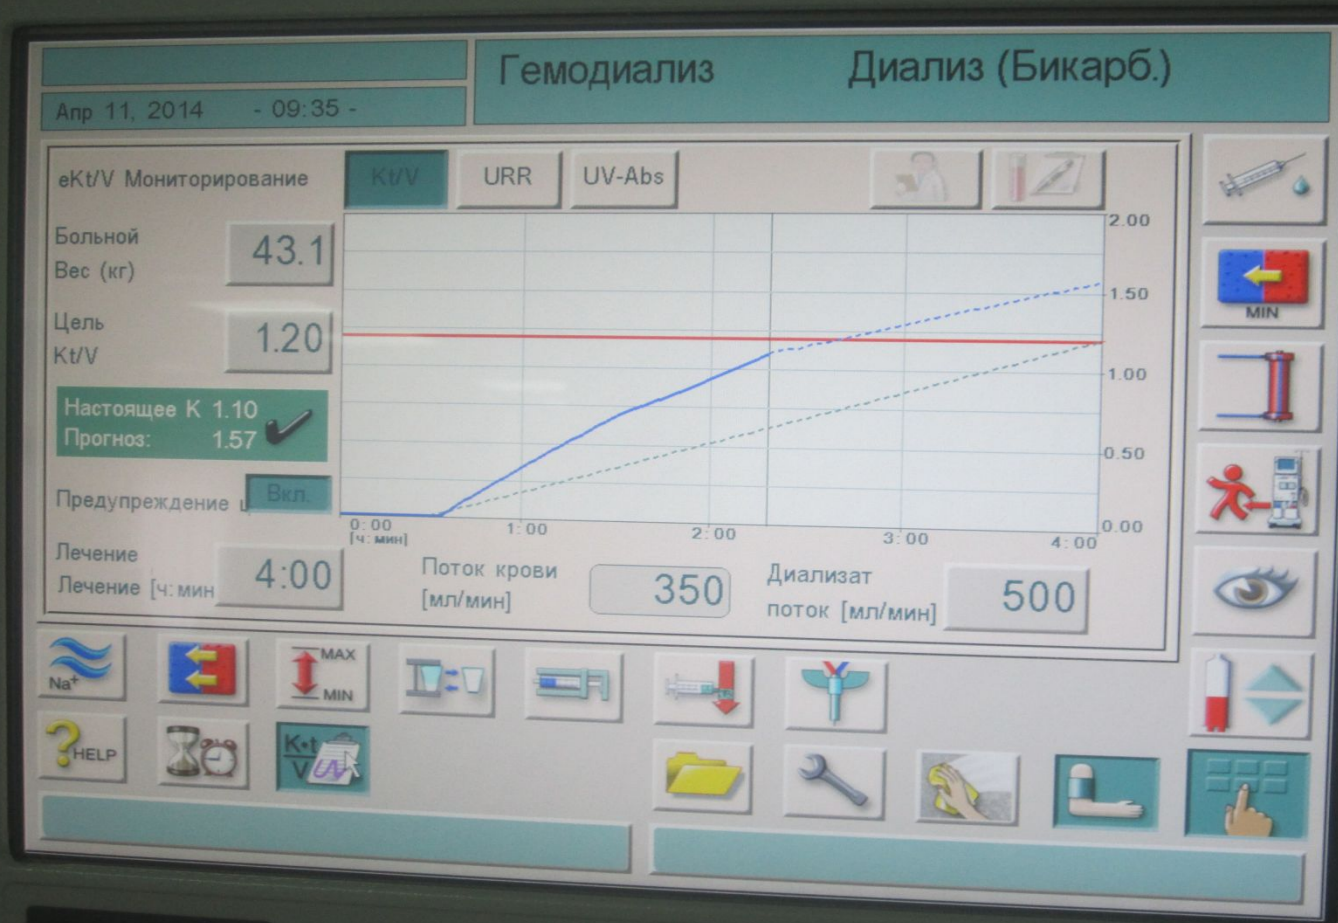 Гемодиализ Диализ (Бикарб.)
Апр 11, 2014 - 09:35 -
eKt/V Мониторирование
Kt/V URR UV-Abs
Больной
Вес (кг) 43.1
Цель
Kt/V 1.20
Настоящее K 1.10
Прогноз: 1.57
Предупреждение ц Вкл.
Лечение
Лечение [ч:мин 4:00
2.00
1.50
1.00
0.50
0.00
0:00 1:00 2:00 3:00 4:00
[ч:мин]
Поток крови
[мл/мин] 350
Диализат
поток [мл/мин] 500
MIN
Na+
MAX
MIN
?HELP
K•t
V UV